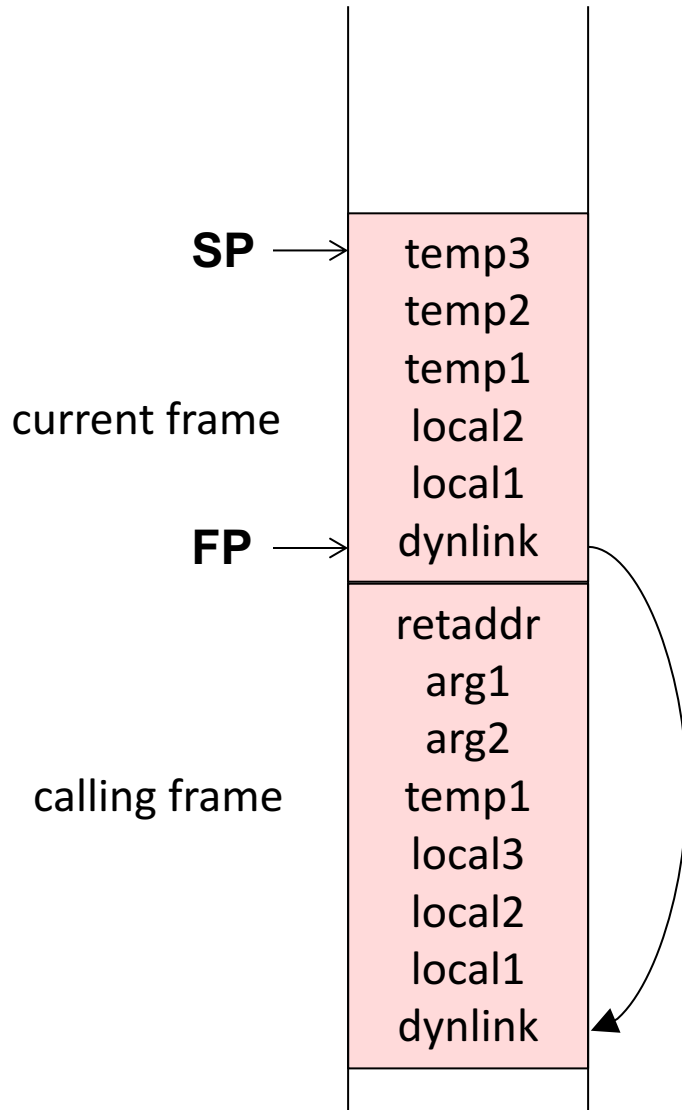 SP
temp3
temp2
temp1
current frame
local2
local1
FP
dynlink
retaddr
arg1
arg2
calling frame
temp1
local3
local2
local1
dynlink